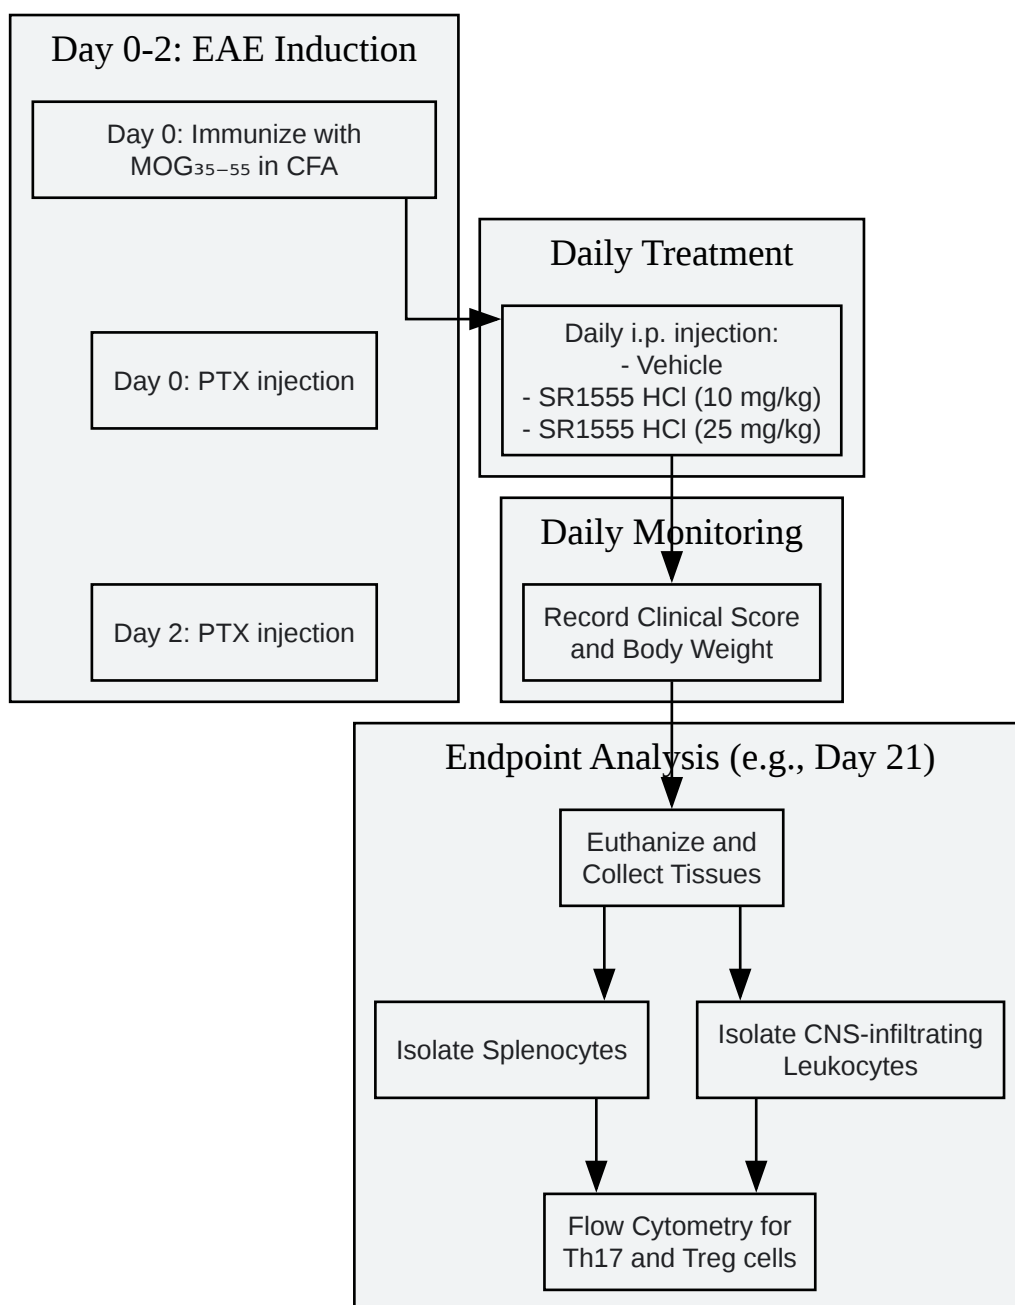 Day 0-2: EAE Induction
Day 0: Immunize with
MOG₃₅₋₅₅ in CFA
Day 0: PTX injection
Day 2: PTX injection
Daily Treatment
Daily i.p. injection:
- Vehicle
- SR1555 HCl (10 mg/kg)
- SR1555 HCl (25 mg/kg)
Daily Monitoring
Record Clinical Score
and Body Weight
Endpoint Analysis (e.g., Day 21)
Euthanize and
Collect Tissues
Isolate Splenocytes
Isolate CNS-infiltrating
Leukocytes
Flow Cytometry for
Th17 and Treg cells